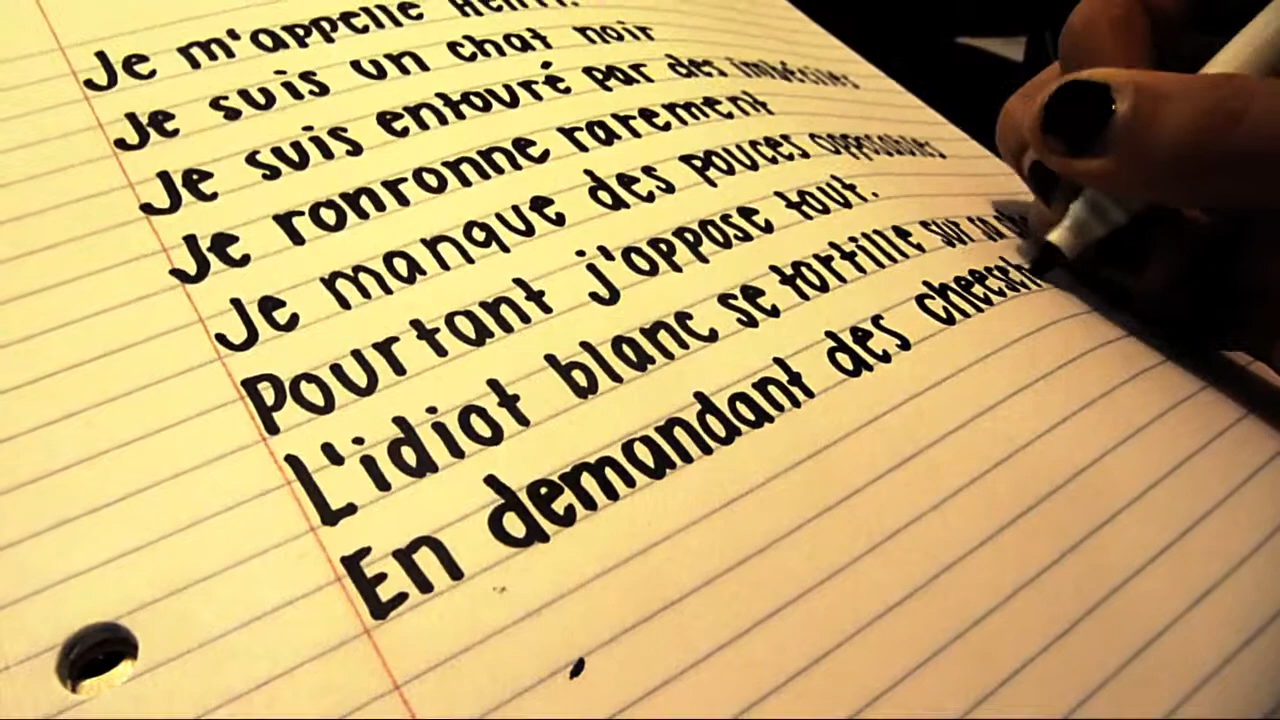 Je m'appelle Henri.
Je suis un chat noir
Je suis entouré par des imbéciles
Je ronronne rarement
Je manque des pouces opposables
Pourtant j'oppose tout.
L'idiot blanc se tortille sur
En demandant des